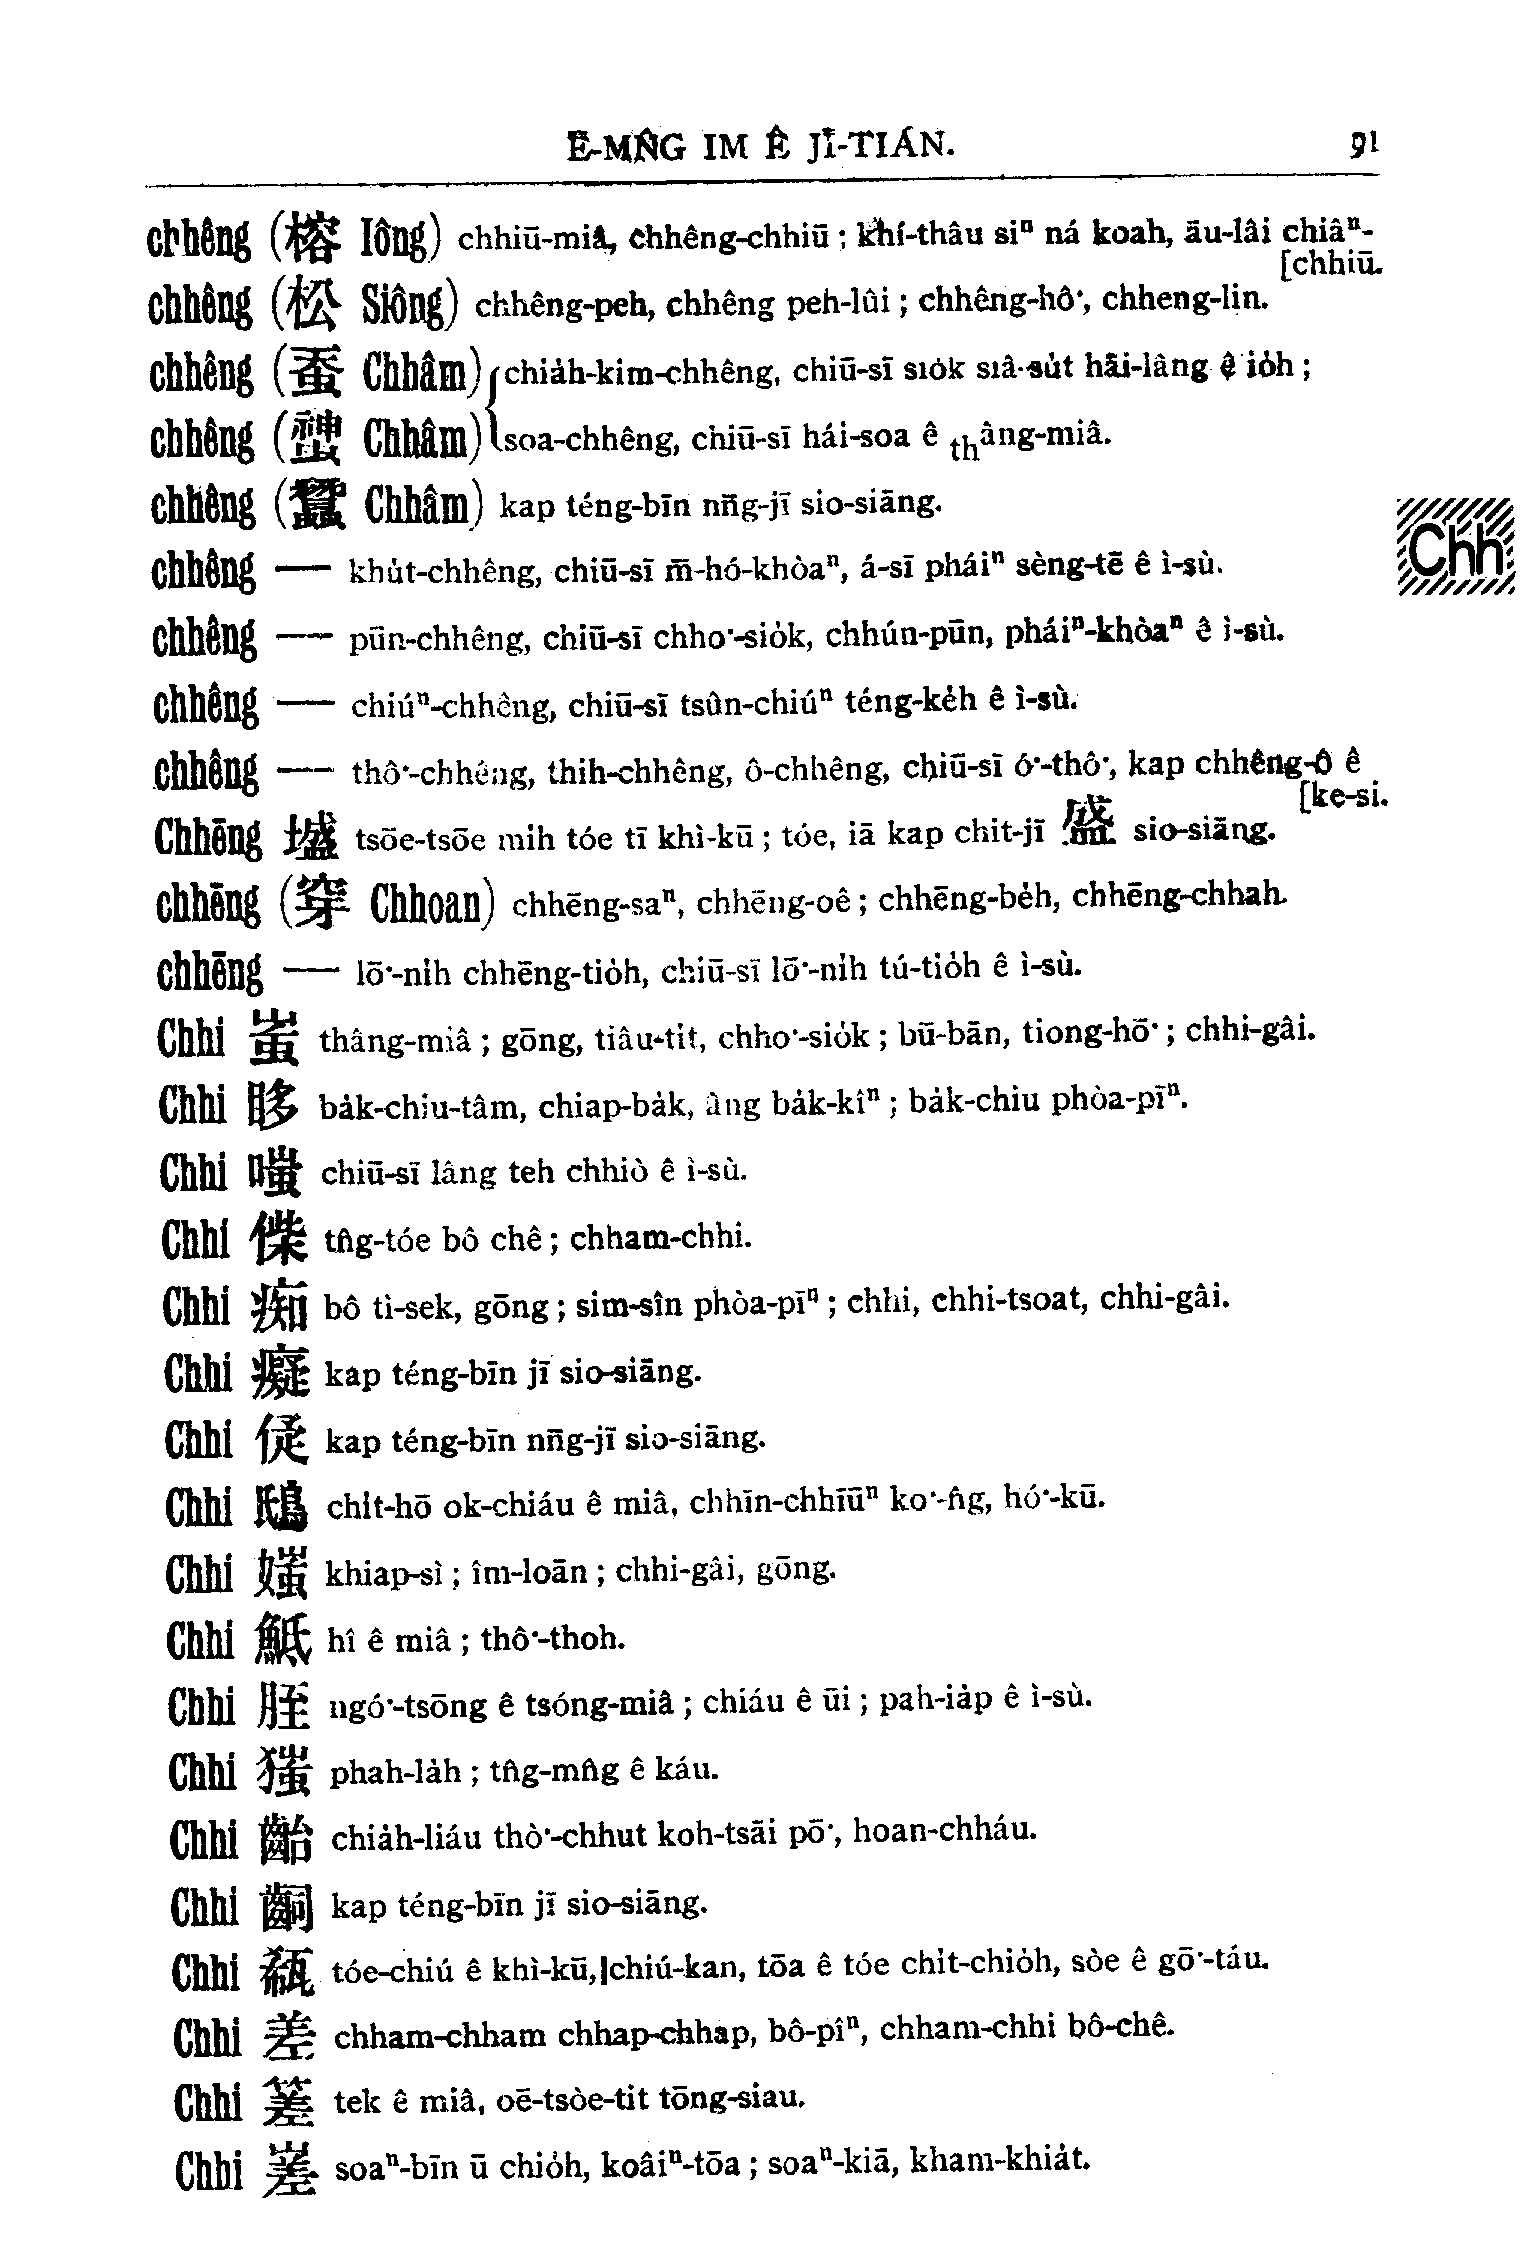 Ē-MN̂G IM Ê JĪ-TIÁN. 91
chhêng (榕 Iông) chhiū-miâ, chhêng-chhiū ; khí-thâu siⁿ ná koah, āu-lâi chiâⁿ-
[chhiū.
chhêng (松 Siông) chhêng-peh, chhêng peh-lûi ; chhêng-hô͘, chheng-lin.
chhêng (蚕 Chhâm) chia̍h-kim-chhêng, chiū-sī sio̍k siâ-su̍t hāi-lâng ê io̍h ;
chhêng (Chhâm) soa-chhêng, chiū-sī hái-soa ê thâng-miâ.
chhêng (蠶 Chhâm) kap téng-bīn nn̄g-jī sio-siāng.
chhêng — khu̍t-chhêng, chiū-sī m̄-hó-khòaⁿ, á-sī pháiⁿ sèng-tē ê ì-sù.
chhêng — pūn-chhêng, chiū-sī chho͘-sio̍k, chhún-pūn, pháiⁿ-khòaⁿ ê ì-sù.
chhêng — chiúⁿ-chhêng, chiū-sī tsûn-chiúⁿ téng-ke̍h ê ì-sù.
chhêng — thô͘-chhêng, thih-chhêng, ô-chhêng, chiū-sī ó͘-thô͘, kap chhêng-ô ê
[ke-si.
Chhēng 墭 tsōe-tsōe mih tóe tī khì-kū ; tóe, iā kap chit-jī 盛 sio-siāng.
chhēng (穿 Chhoan) chhēng-saⁿ, chhēng-oê ; chhēng-be̍h, chhēng-chhah.
chhēng — lō͘-ni̍h chhēng-tio̍h, chiū-sī lō͘-ni̍h tú-tio̍h ê ì-sù.
Chhi 蚩 thâng-miâ ; gōng, tiâu-ti̍t, chho͘-sio̍k ; bū-bān, tiong-hō͘ ; chhi-gâi.
Chhi 眵 ba̍k-chiu-tâm, chiap-ba̍k, âng ba̍k-kîⁿ ; ba̍k-chiu phòa-pīⁿ.
Chhi 嗤 chiū-sī lâng teh chhiò ê ì-sù.
Chhi 傑 tn̂g-tóe bô chê ; chham-chhi.
Chhi 痴 bô tì-sek, gōng ; sim-sîn phòa-pīⁿ ; chhi, chhi-tsoat, chhi-gâi.
Chhi 癡 kap téng-bīn jī sio-siāng.
Chhi kap téng-bīn nn̄g-jī sio-siāng.
Chhi 鴟 chi̍t-hō ok-chiáu ê miâ, chhīn-chhīūⁿ ko͘-n̂g, hó͘-kū.
Chhi 媸 khiap-sì ; îm-loān ; chhi-gâi, gōng.
Chhi 䱃 hî ê miâ ; thô͘-thoh.
Chhi 胵 ngó͘-tsōng ê tsóng-miâ ; chiáu ê ūi ; pah-ia̍p ê ì-sù.
Chhi 㺈 phah-la̍h ; tn̂g-mn̂g ê káu.
Chhi 齝 chia̍h-liáu thò͘-chhut koh-tsāi pō͘, hoan-chháu.
Chhi 齝 kap téng-bīn jī sio-siāng.
Chhi 瓻 tóe-chiú ê khì-kū, chiú-kan, tōa ê tóe chi̍t-chio̍h, sòe ê gō͘-táu.
Chhi 差 chham-chham chhap-chhap, bô-pîⁿ, chham-chhi bô-chê.
Chhi 𥰭 tek ê miâ, oē-tsòe-tit tōng-siau.
Chhi 嵳 soaⁿ-bīn ū chio̍h, koâiⁿ-tōa ; soaⁿ-kiā, kham-khia̍t.
Chh